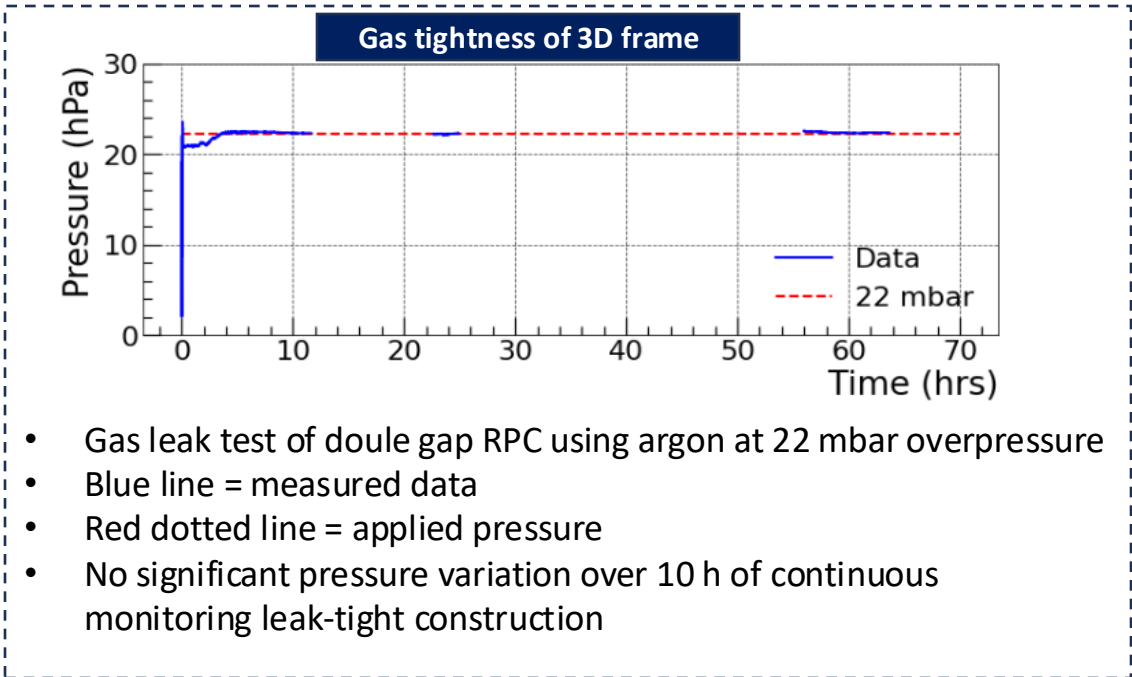 Gas tightness of 3D frame
Pressure (hPa)
30
20
10
0
Data
22 mbar
0 10 20 30 40 50 60 70
Time (hrs)
• Gas leak test of doule gap RPC using argon at 22 mbar overpressure
• Blue line = measured data
• Red dotted line = applied pressure
• No significant pressure variation over 10 h of continuous
monitoring leak-tight construction